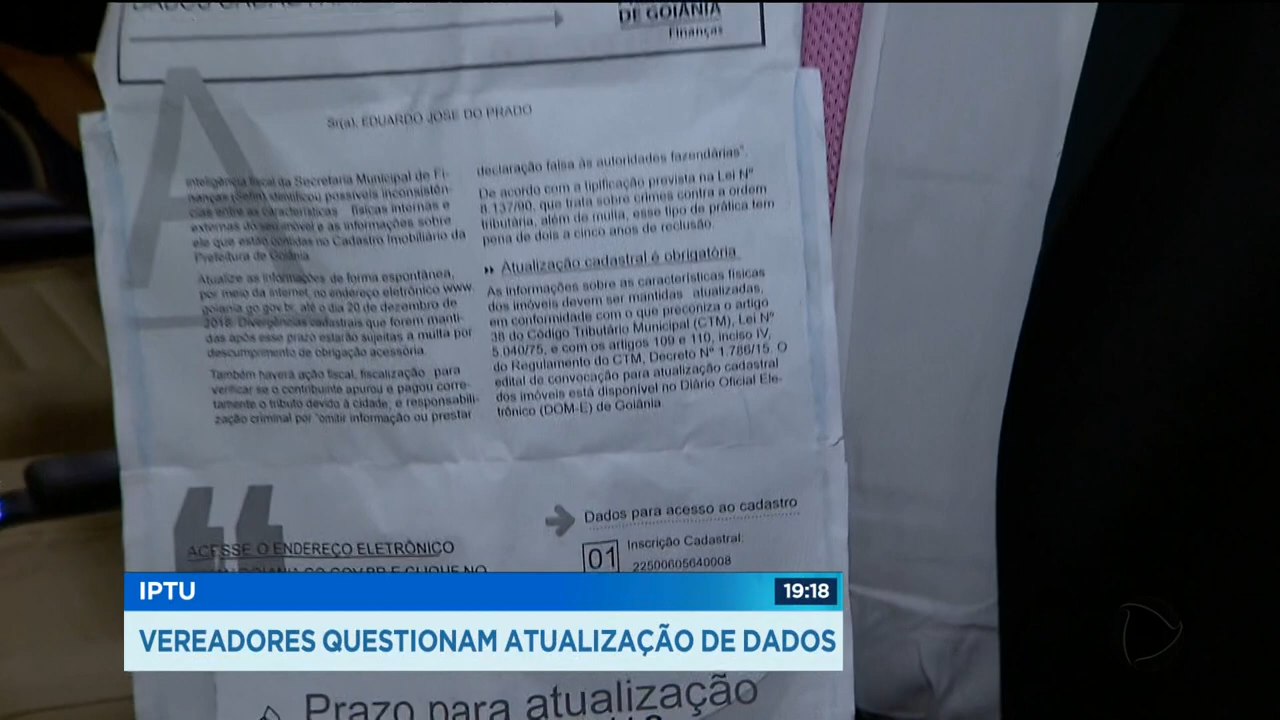 DE GOIÂNIA
Finanças
Sr(a). EDUARDO JOSE DO PRADO
A
inteligência fiscal da Secretaria Municipal de Fi-
nanças (Sefin) identificou possíveis inconsistên-
cias entre as características físicas internas e
externas do seu imóvel e as informações sobre
ele que estão contidas no Cadastro Imobiliário da
Prefeitura de Goiânia.
Atualize as informações de forma espontânea,
por meio da internet, no endereço eletrônico www.
goiania.go.gov.br, até o dia 20 de dezembro de
2018. Divergências cadastrais que forem manti-
das após esse prazo estarão sujeitas a multa por
descumprimento de obrigação acessória.
Também haverá ação fiscal, fiscalização para
verificar se o contribuinte apurou e pagou corre-
tamente o tributo devido à cidade, e responsabili-
zação criminal por "omitir informação ou prestar
declaração falsa às autoridades fazendárias".
De acordo com a tipificação prevista na Lei Nº
8.137/90, que trata sobre crimes contra a ordem
tributária, além de multa, esse tipo de prática tem
pena de dois a cinco anos de reclusão.
Atualização cadastral é obrigatória
As informações sobre as características físicas
dos imóveis devem ser mantidas atualizadas,
em conformidade com o que preconiza o artigo
38 do Código Tributário Municipal (CTM), Lei Nº
5.040/75, e com os artigos 109 e 110, inciso IV,
do Regulamento do CTM, Decreto Nº 1.786/15. O
edital de convocação para atualização cadastral
dos imóveis está disponível no Diário Oficial Ele-
trônico (DOM-E) de Goiânia.
ACESSE O ENDEREÇO ELETRÔNICO
E CLIQUE NO
Dados para acesso ao cadastro
01 Inscrição Cadastral:
22500605640008
IPTU
19:18
VEREADORES QUESTIONAM ATUALIZAÇÃO DE DADOS
Prazo para atualização